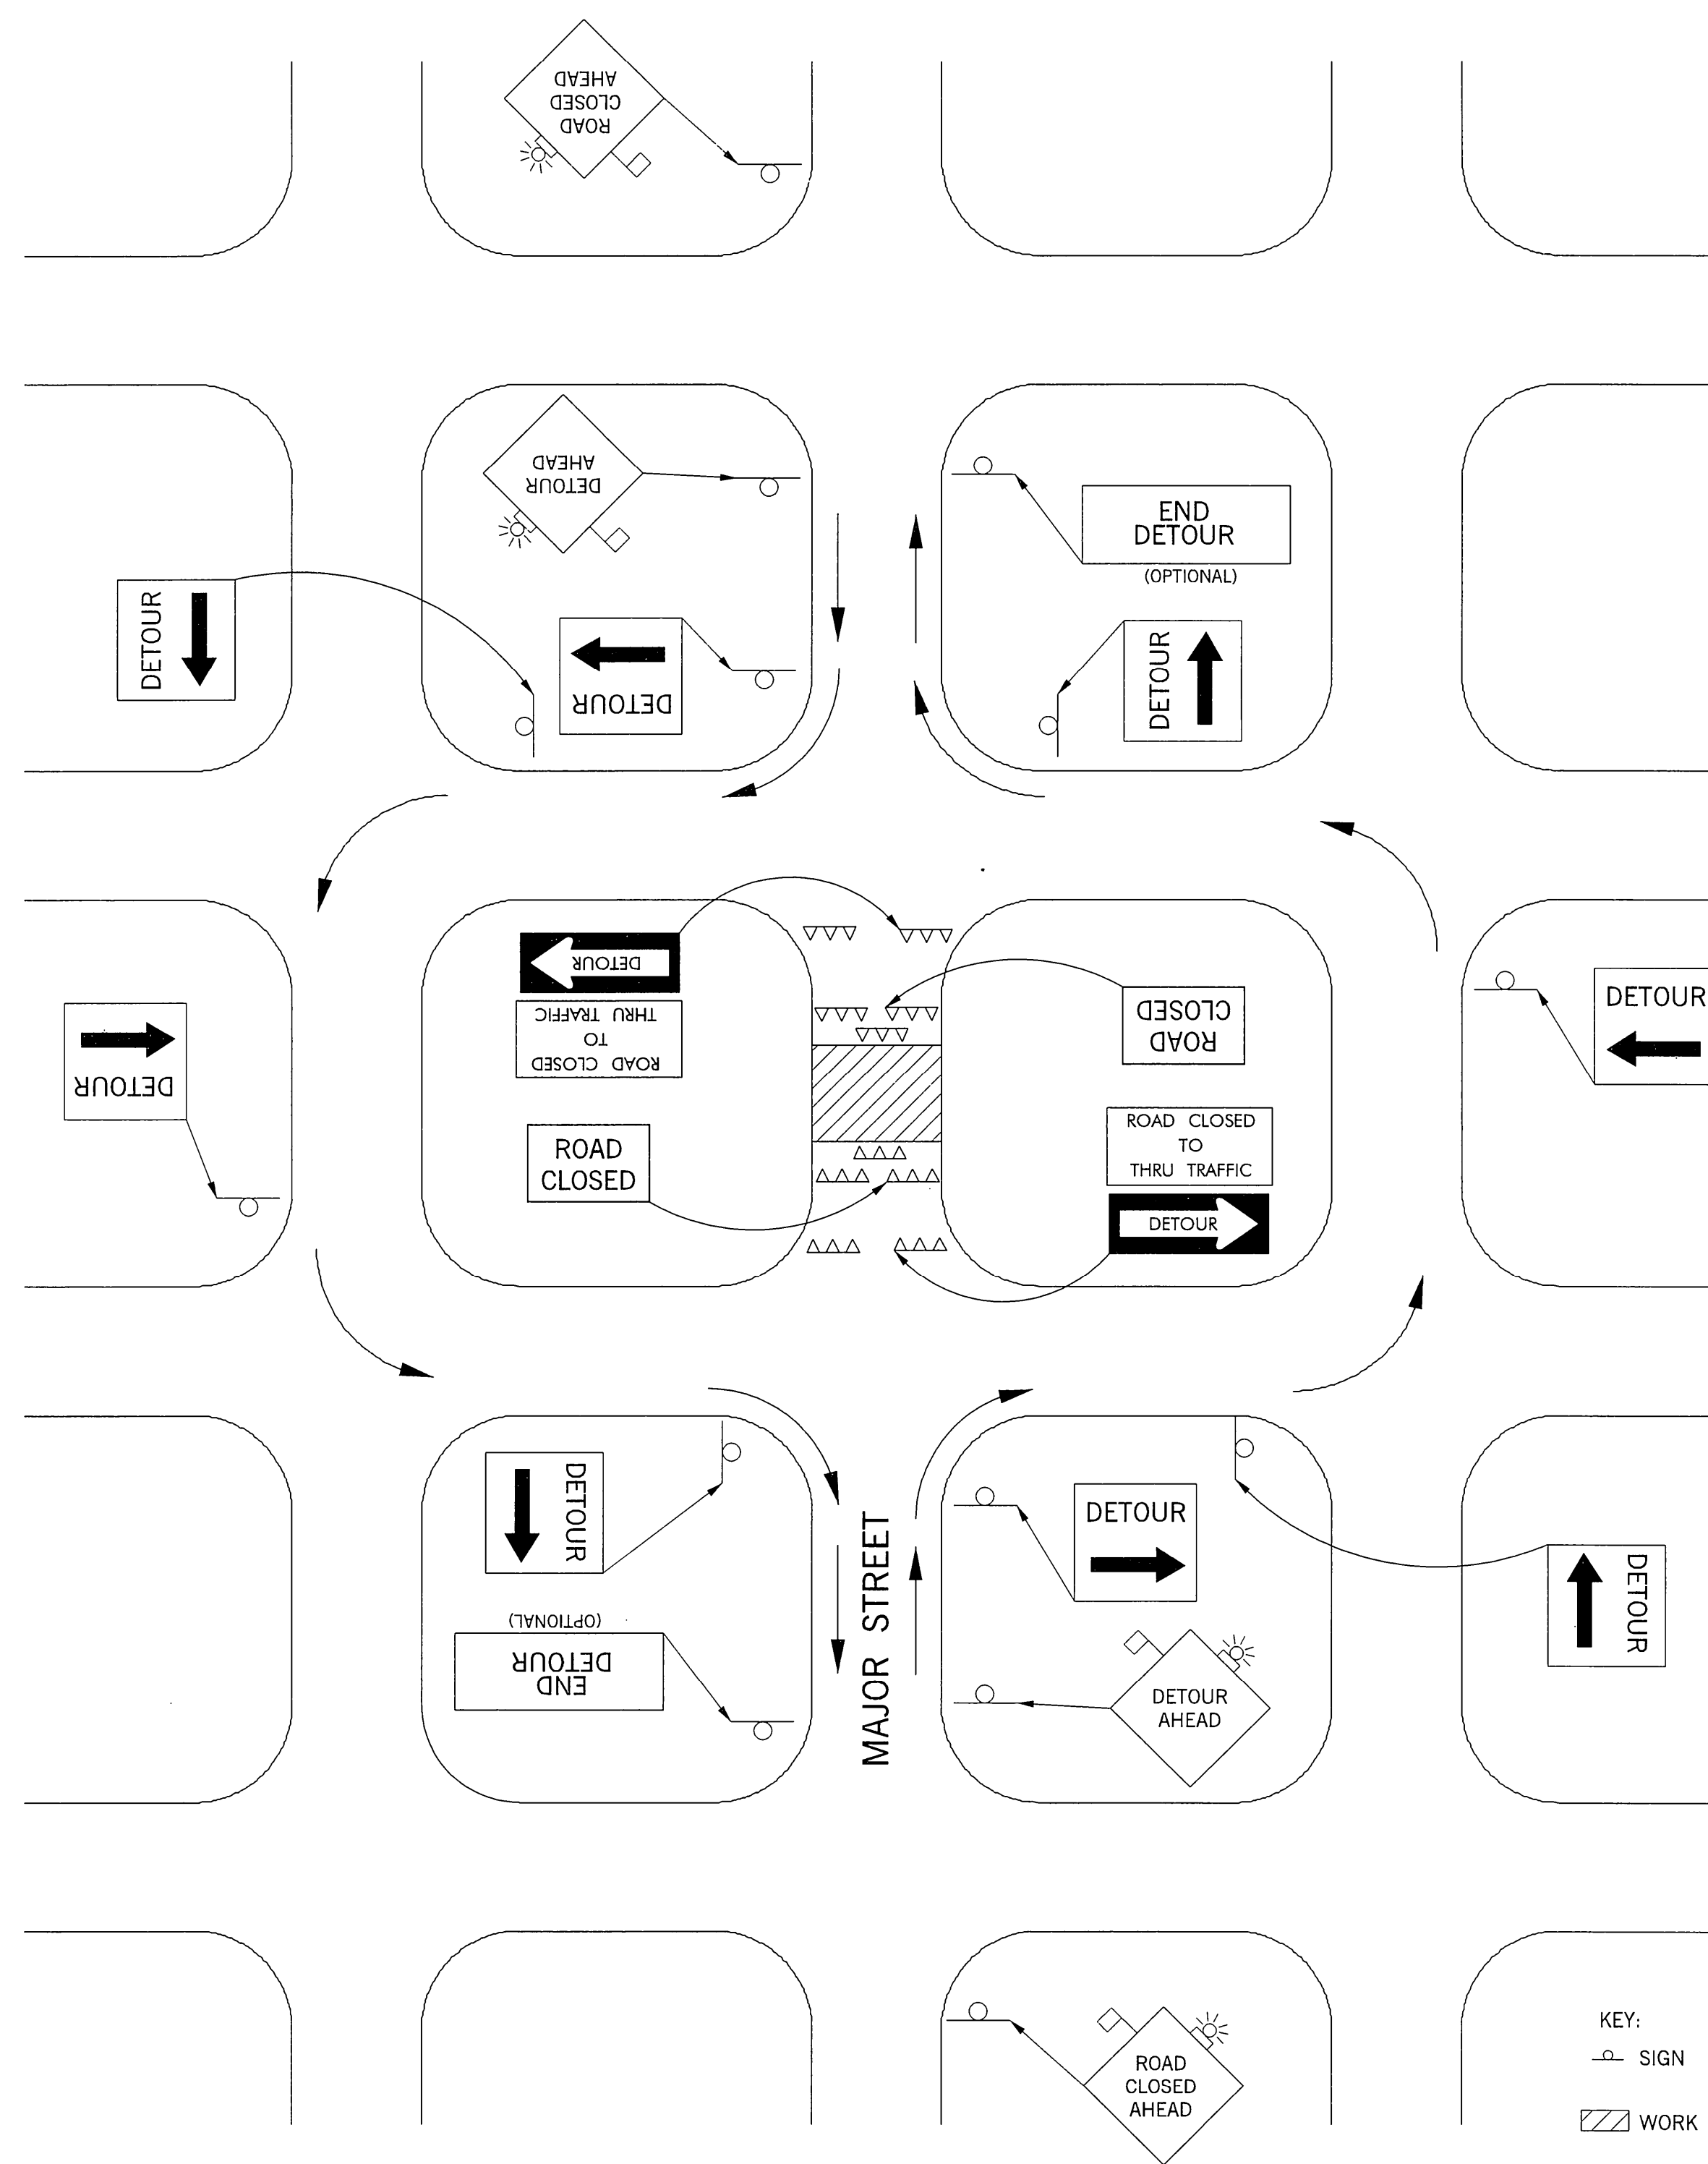 ROAD
CLOSED
AHEAD
DETOUR
AHEAD
END
DETOUR
(OPTIONAL)
DETOUR
DETOUR
DETOUR
DETOUR
ROAD CLOSED
TO
THRU TRAFFIC
ROAD
CLOSED
DETOUR
DETOUR
ROAD
CLOSED
ROAD CLOSED
TO
THRU TRAFFIC
DETOUR
DETOUR
DETOUR
DETOUR
DETOUR
END
DETOUR
(OPTIONAL)
MAJOR STREET
DETOUR
AHEAD
ROAD
CLOSED
AHEAD
KEY:
SIGN
WORK